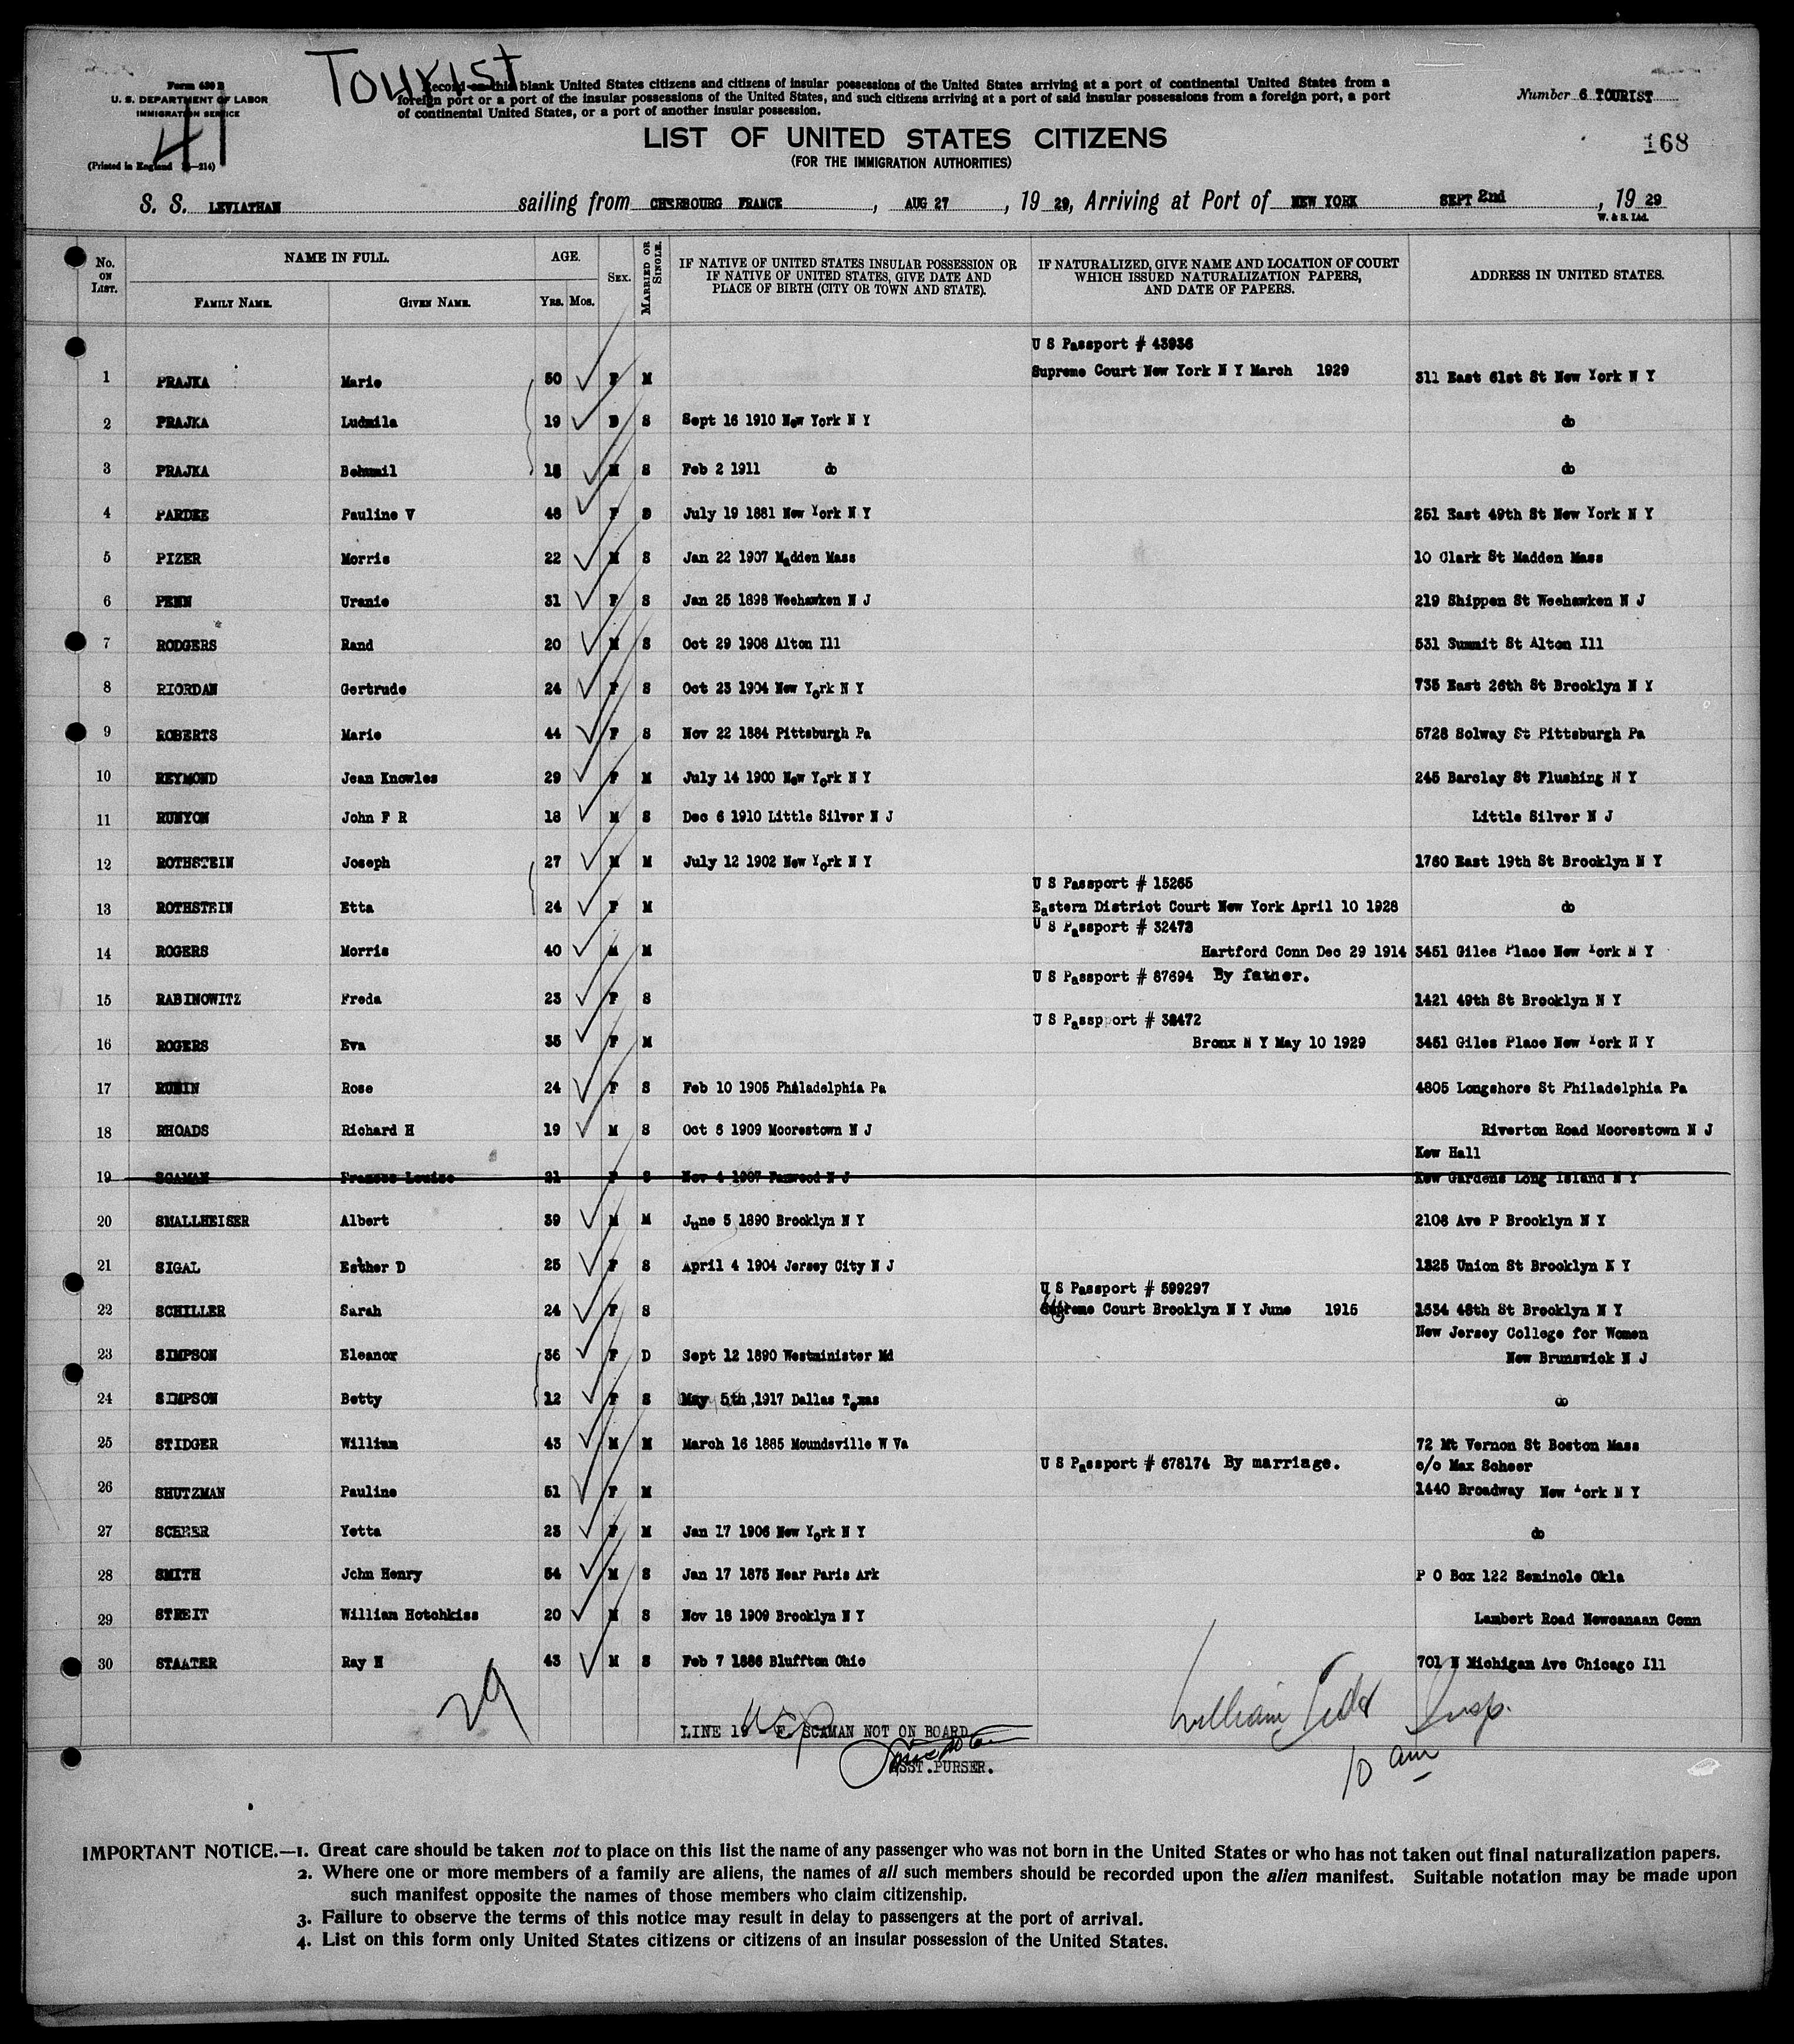 TOURIST
Form 630 B
U. S. DEPARTMENT OF LABOR
IMMIGRATION SERVICE
41
(Printed in England —214)
Record on this blank United States citizens and citizens of insular possessions of the United States arriving at a port of continental United States from a
foreign port or a port of the insular possessions of the United States, and such citizens arriving at a port of said insular possessions from a foreign port, a port
of continental United States, or a port of another insular possession.
Number 6 TOURIST
168
LIST OF UNITED STATES CITIZENS
(FOR THE IMMIGRATION AUTHORITIES)
S. S. LEVIATHAN sailing from CHERBOURG FRANCE, AUG 27, 19 29, Arriving at Port of NEW YORK SEPT 2nd, 19 29
W. & S. Ltd.
No. ON LIST. NAME IN FULL. AGE. SEX. MARRIED OR SINGLE. IF NATIVE OF UNITED STATES INSULAR POSSESSION OR IF NATIVE OF UNITED STATES, GIVE DATE AND PLACE OF BIRTH (CITY OR TOWN AND STATE). IF NATURALIZED, GIVE NAME AND LOCATION OF COURT WHICH ISSUED NATURALIZATION PAPERS, AND DATE OF PAPERS. ADDRESS IN UNITED STATES.
FAMILY NAME. GIVEN NAME. Yrs. Mos.
U S Passport # 43936
1 PRAJKA Marie 50 F M Supreme Court New York N Y March 1929 311 East 61st St New York N Y
2 PRAJKA Ludmila 19 S Sept 16 1910 New York N Y do
3 PRAJKA Bohumil 18 M S Feb 2 1911 do do
4 PARDEE Pauline V 48 F D July 19 1881 New York N Y 251 East 49th St New York N Y
5 PIZER Morris 22 M S Jan 22 1907 Madden Mass 10 Clark St Madden Mass
6 PENN Uranie 31 F S Jan 25 1898 Weehawken N J 219 Shippen St Weehawken N J
7 RODGERS Rand 20 M S Oct 29 1908 Alton Ill 531 Summit St Alton Ill
8 RIORDAN Gertrude 24 F S Oct 23 1904 New York N Y 735 East 26th St Brooklyn N Y
9 ROBERTS Marie 44 F S Nov 22 1884 Pittsburgh Pa 5728 Solway St Pittsburgh Pa
10 REYMOND Jean Knowles 29 F M July 14 1900 New York N Y 245 Barclay St Flushing N Y
11 RUNYON John F R 18 M S Dec 6 1910 Little Silver N J Little Silver N J
12 ROTHSTEIN Joseph 27 M M July 12 1902 New York N Y 1760 East 19th St Brooklyn N Y
U S Passport # 15265
13 ROTHSTEIN Etta 24 F M Eastern District Court New York April 10 1928 do
U S Passport # 32472
14 ROGERS Morris 40 M M Hartford Conn Dec 29 1914 3451 Giles Place New York N Y
U S Passport # 87694 By father.
15 RABINOWITZ Freda 23 F S 1421 49th St Brooklyn N Y
U S Passpport # 32472
16 ROGERS Eva 35 F M Bronx N Y May 10 1929 3451 Giles Place New York N Y
17 RUBIN Rose 24 F S Feb 10 1905 Philadelphia Pa 4805 Longshore St Philadelphia Pa
18 RHOADS Richard H 19 M S Oct 6 1909 Moorestown N J Riverton Road Moorestown N J
Kew Hall
19 SCAMAN Frances Louise 21 F S Nov 4 1907 Fanwood N J Kew Gardens Long Island N Y
20 SMALLHEISER Albert 39 M M June 5 1890 Brooklyn N Y 2108 Ave P Brooklyn N Y
21 SIGAL Esther D 25 F S April 4 1904 Jersey City N J 1325 Union St Brooklyn N Y
U S Passport # 599297
22 SCHILLER Sarah 24 F S Supreme Court Brooklyn N Y June 1915 1634 48th St Brooklyn N Y
New Jersey College for Women
23 SIMPSON Eleanor 36 F D Sept 12 1890 Westminister Md New Brunswick N J
24 SIMPSON Betty 12 F S May 5th,1917 Dallas Texas do
25 STIDGER William 43 M M March 16 1885 Moundsville W Va 72 Mt Vernon St Boston Mass
U S Passport # 678174 By marriage. c/o Max Scheer
26 SHUTZMAN Pauline 51 F M 1440 Broadway New York N Y
27 SCHEER Yetta 23 F M Jan 17 1906 New York N Y do
28 SMITH John Henry 54 M S Jan 17 1875 Near Paris Ark P O Box 122 Seminole Okla
29 STREIT William Hotchkiss 20 M S Nov 18 1909 Brooklyn N Y Lambert Road Newcanaan Conn
30 STAATER Ray H 43 M S Feb 7 1886 Bluffton Ohio 701 N Michigan Ave Chicago Ill
29
William Todd Insp.
LINE 19 F. SCAMAN NOT ON BOARD
ASST. PURSER.
10 am
IMPORTANT NOTICE.—1. Great care should be taken not to place on this list the name of any passenger who was not born in the United States or who has not taken out final naturalization papers.
2. Where one or more members of a family are aliens, the names of all such members should be recorded upon the alien manifest. Suitable notation may be made upon
such manifest opposite the names of those members who claim citizenship.
3. Failure to observe the terms of this notice may result in delay to passengers at the port of arrival.
4. List on this form only United States citizens or citizens of an insular possession of the United States.